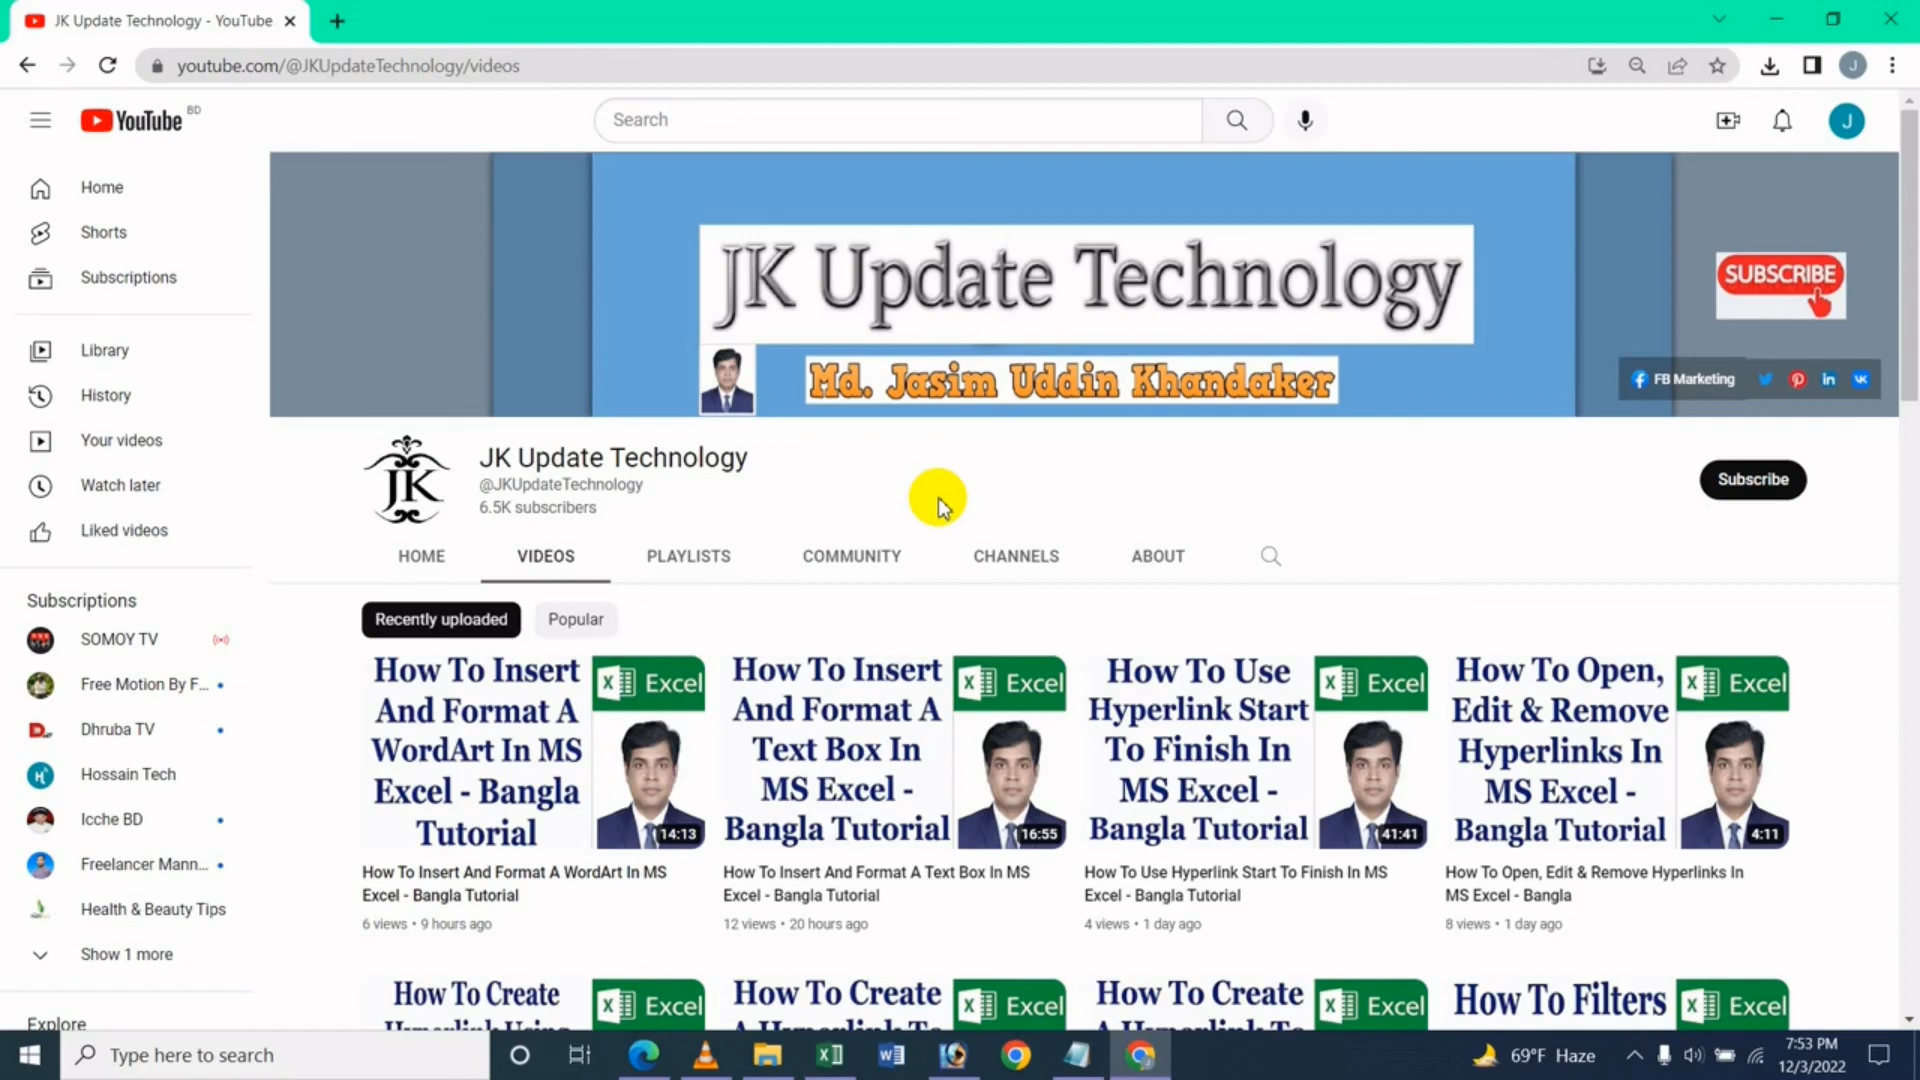 JK Update Technology - YouTube
youtube.com/@JKUpdateTechnology/videos
J
YouTube BD
Search
J
Home
Shorts
Subscriptions
Library
History
Your videos
Watch later
Liked videos
Subscriptions
SOMOY TV
Free Motion By F...
Dhruba TV
Hossain Tech
Icche BD
Freelancer Mann...
Health & Beauty Tips
Show 1 more
Explore
JK Update Technology
Md. Jasim Uddin Khandaker
SUBSCRIBE
FB Marketing
JK
JK Update Technology
@JKUpdateTechnology
6.5K subscribers
Subscribe
HOME VIDEOS PLAYLISTS COMMUNITY CHANNELS ABOUT
Recently uploaded Popular
How To Insert
And Format A
WordArt In MS
Excel - Bangla
Tutorial
Excel
14:13
How To Insert And Format A WordArt In MS
Excel - Bangla Tutorial
6 views • 9 hours ago
How To Insert
And Format A
Text Box In
MS Excel -
Bangla Tutorial
Excel
16:55
How To Insert And Format A Text Box In MS
Excel - Bangla Tutorial
12 views • 20 hours ago
How To Use
Hyperlink Start
To Finish In
MS Excel -
Bangla Tutorial
Excel
41:41
How To Use Hyperlink Start To Finish In MS
Excel - Bangla Tutorial
4 views • 1 day ago
How To Open,
Edit & Remove
Hyperlinks In
MS Excel -
Bangla Tutorial
Excel
4:11
How To Open, Edit & Remove Hyperlinks In
MS Excel - Bangla
8 views • 1 day ago
How To Create
Excel
How To Create
Excel
How To Create
Excel
How To Filters
Excel
Type here to search
69°F Haze
7:53 PM
12/3/2022